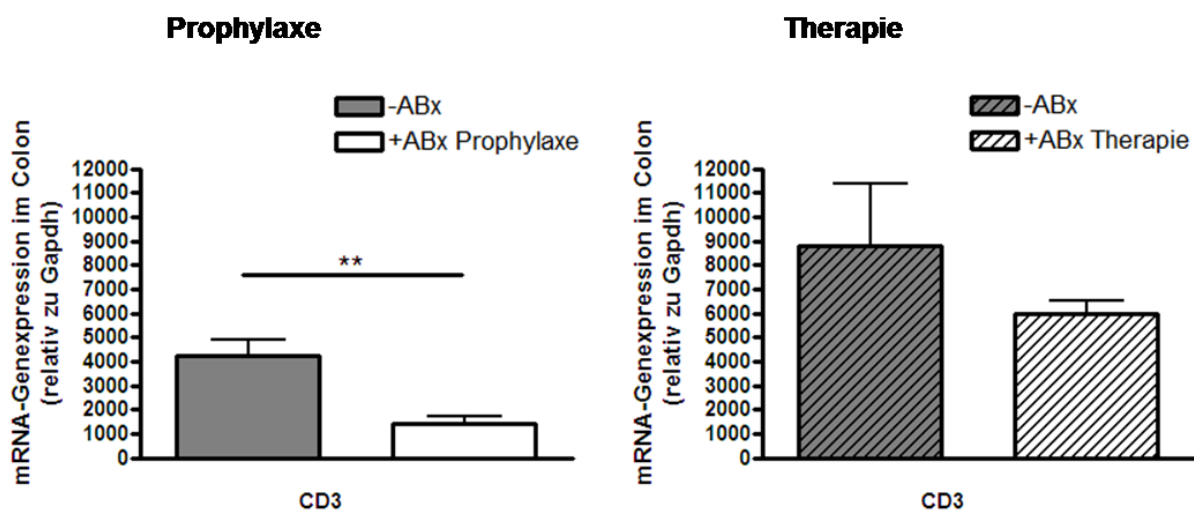 Prophylaxe
-ABx
+ABx Prophylaxe
mRNA-Genexpression im Colon
(relativ zu Gapdh)
12000
11000
10000
9000
8000
7000
6000
5000
4000
3000
2000
1000
0
**
CD3
Therapie
-ABx
+ABx Therapie
mRNA-Genexpression im Colon
(relativ zu Gapdh)
12000
11000
10000
9000
8000
7000
6000
5000
4000
3000
2000
1000
0
CD3